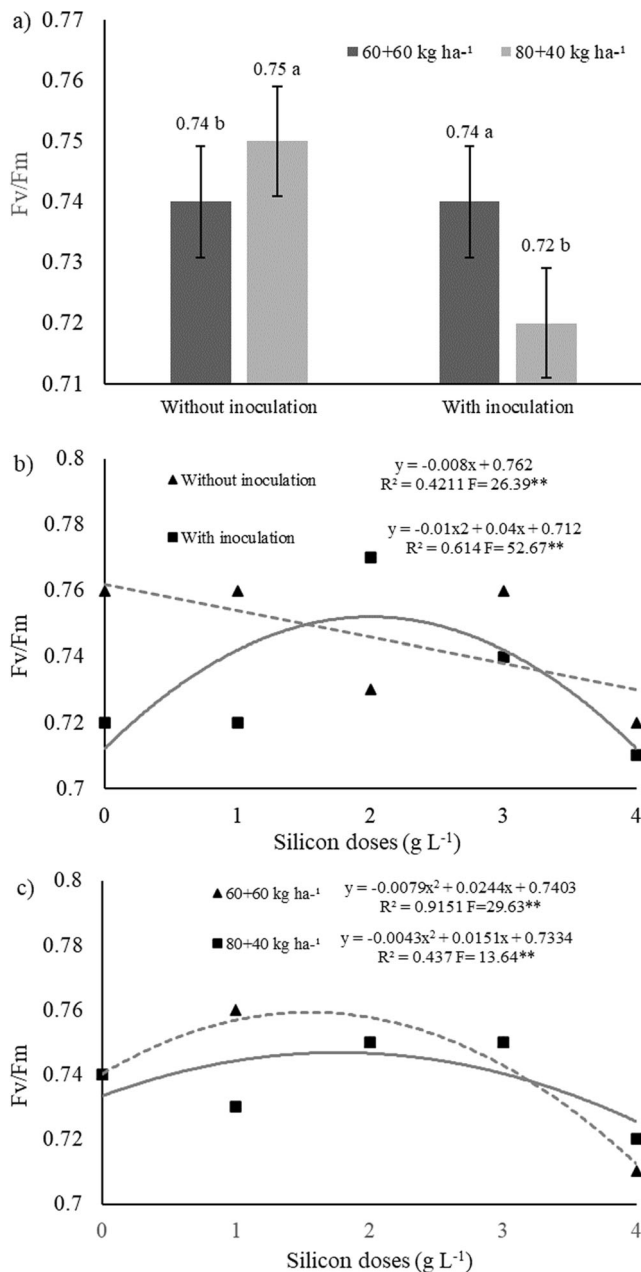 a)
0.77
0.76
0.75
0.74
0.73
0.72
0.71
Fv/Fm
60+60 kg ha-¹
80+40 kg ha-¹
0.74 b
0.75 a
0.74 a
0.72 b
Without inoculation
With inoculation
b)
0.8
0.78
0.76
0.74
0.72
0.7
Fv/Fm
Without inoculation
y = -0.008x + 0.762
R² = 0.4211 F= 26.39**
With inoculation
y = -0.01x2 + 0.04x + 0.712
R² = 0.614 F= 52.67**
0
1
2
3
4
Silicon doses (g L⁻¹)
c)
0.8
0.78
0.76
0.74
0.72
0.7
Fv/Fm
60+60 kg ha-¹
y = -0.0079x² + 0.0244x + 0.7403
R² = 0.9151 F=29.63**
80+40 kg ha-¹
y = -0.0043x² + 0.0151x + 0.7334
R² = 0.437 F= 13.64**
0
1
2
3
4
Silicon doses (g L⁻¹)